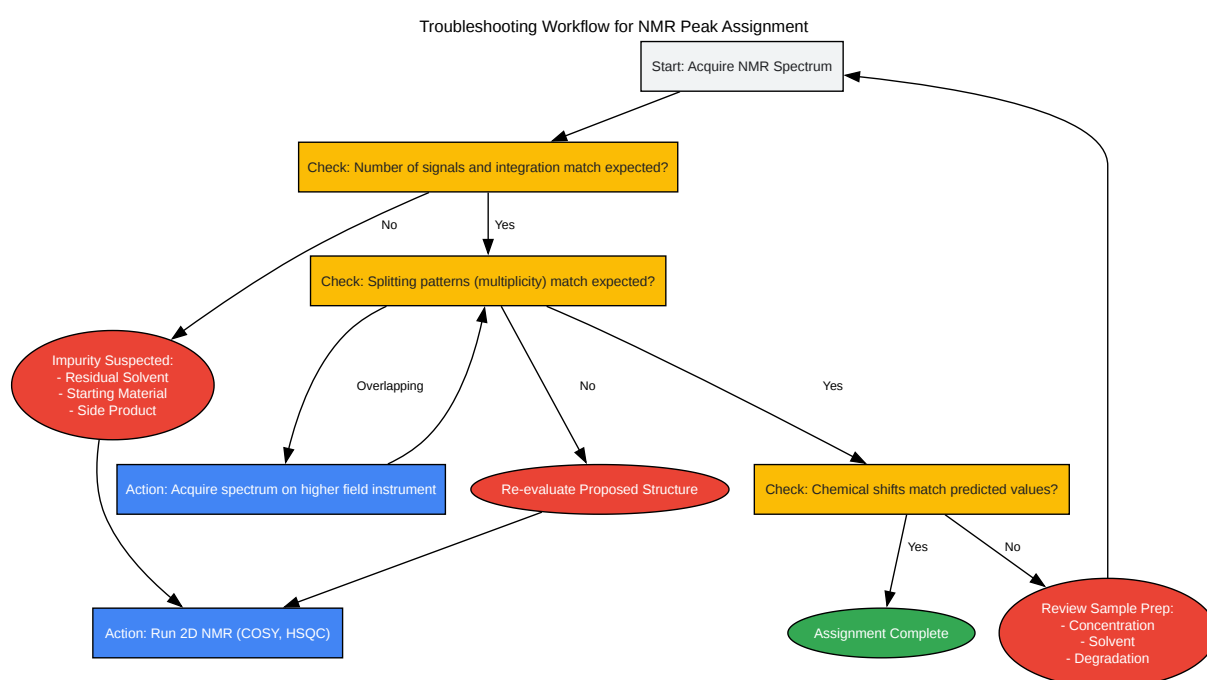 Troubleshooting Workflow for NMR Peak Assignment
Start: Acquire NMR Spectrum
Check: Number of signals and integration match expected?
No
Yes
Check: Splitting patterns (multiplicity) match expected?
Impurity Suspected:
- Residual Solvent
- Starting Material
- Side Product
Overlapping
No
Yes
Action: Acquire spectrum on higher field instrument
Re-evaluate Proposed Structure
Check: Chemical shifts match predicted values?
Yes
No
Action: Run 2D NMR (COSY, HSQC)
Assignment Complete
Review Sample Prep:
- Concentration
- Solvent
- Degradation